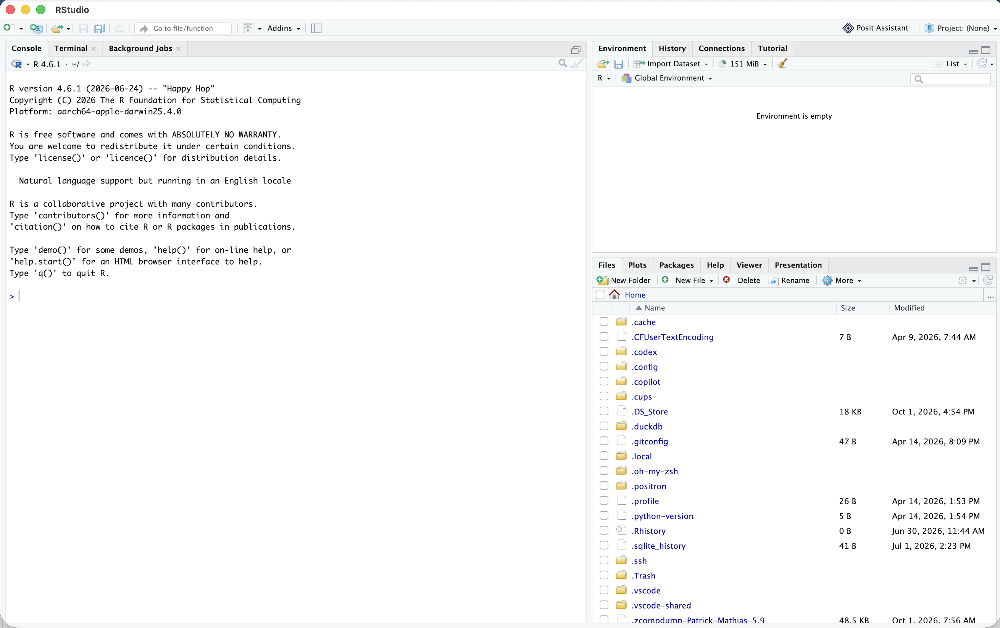 RStudio
Go to file/function
Addins
Posit Assistant
Project: (None)
Console
Terminal
Background Jobs
R 4.6.1 · ~/
R version 4.6.1 (2026-06-24) -- "Happy Hop"
Copyright (C) 2026 The R Foundation for Statistical Computing
Platform: aarch64-apple-darwin25.4.0
R is free software and comes with ABSOLUTELY NO WARRANTY.
You are welcome to redistribute it under certain conditions.
Type 'license()' or 'licence()' for distribution details.
Natural language support but running in an English locale
R is a collaborative project with many contributors.
Type 'contributors()' for more information and
'citation()' on how to cite R or R packages in publications.
Type 'demo()' for some demos, 'help()' for on-line help, or
'help.start()' for an HTML browser interface to help.
Type 'q()' to quit R.
>
Environment History Connections Tutorial
Import Dataset 151 MiB List
R Global Environment
Environment is empty
Files Plots Packages Help Viewer Presentation
New Folder New File Delete Rename More
Home ...
Name Size Modified
.cache
.CFUserTextEncoding 7 B Apr 9, 2026, 7:44 AM
.codex
.config
.copilot
.cups
.DS_Store 18 KB Oct 1, 2026, 4:54 PM
.duckdb
.gitconfig 47 B Apr 14, 2026, 8:09 PM
.local
.oh-my-zsh
.positron
.profile 26 B Apr 14, 2026, 1:53 PM
.python-version 5 B Apr 14, 2026, 1:54 PM
.Rhistory 0 B Jun 30, 2026, 11:44 AM
.sqlite_history 41 B Jul 1, 2026, 2:23 PM
.ssh
.Trash
.vscode
.vscode-shared
.zcompdump-Patrick-Mathias-5.9 48.5 KB Oct 1, 2026, 7:56 AM